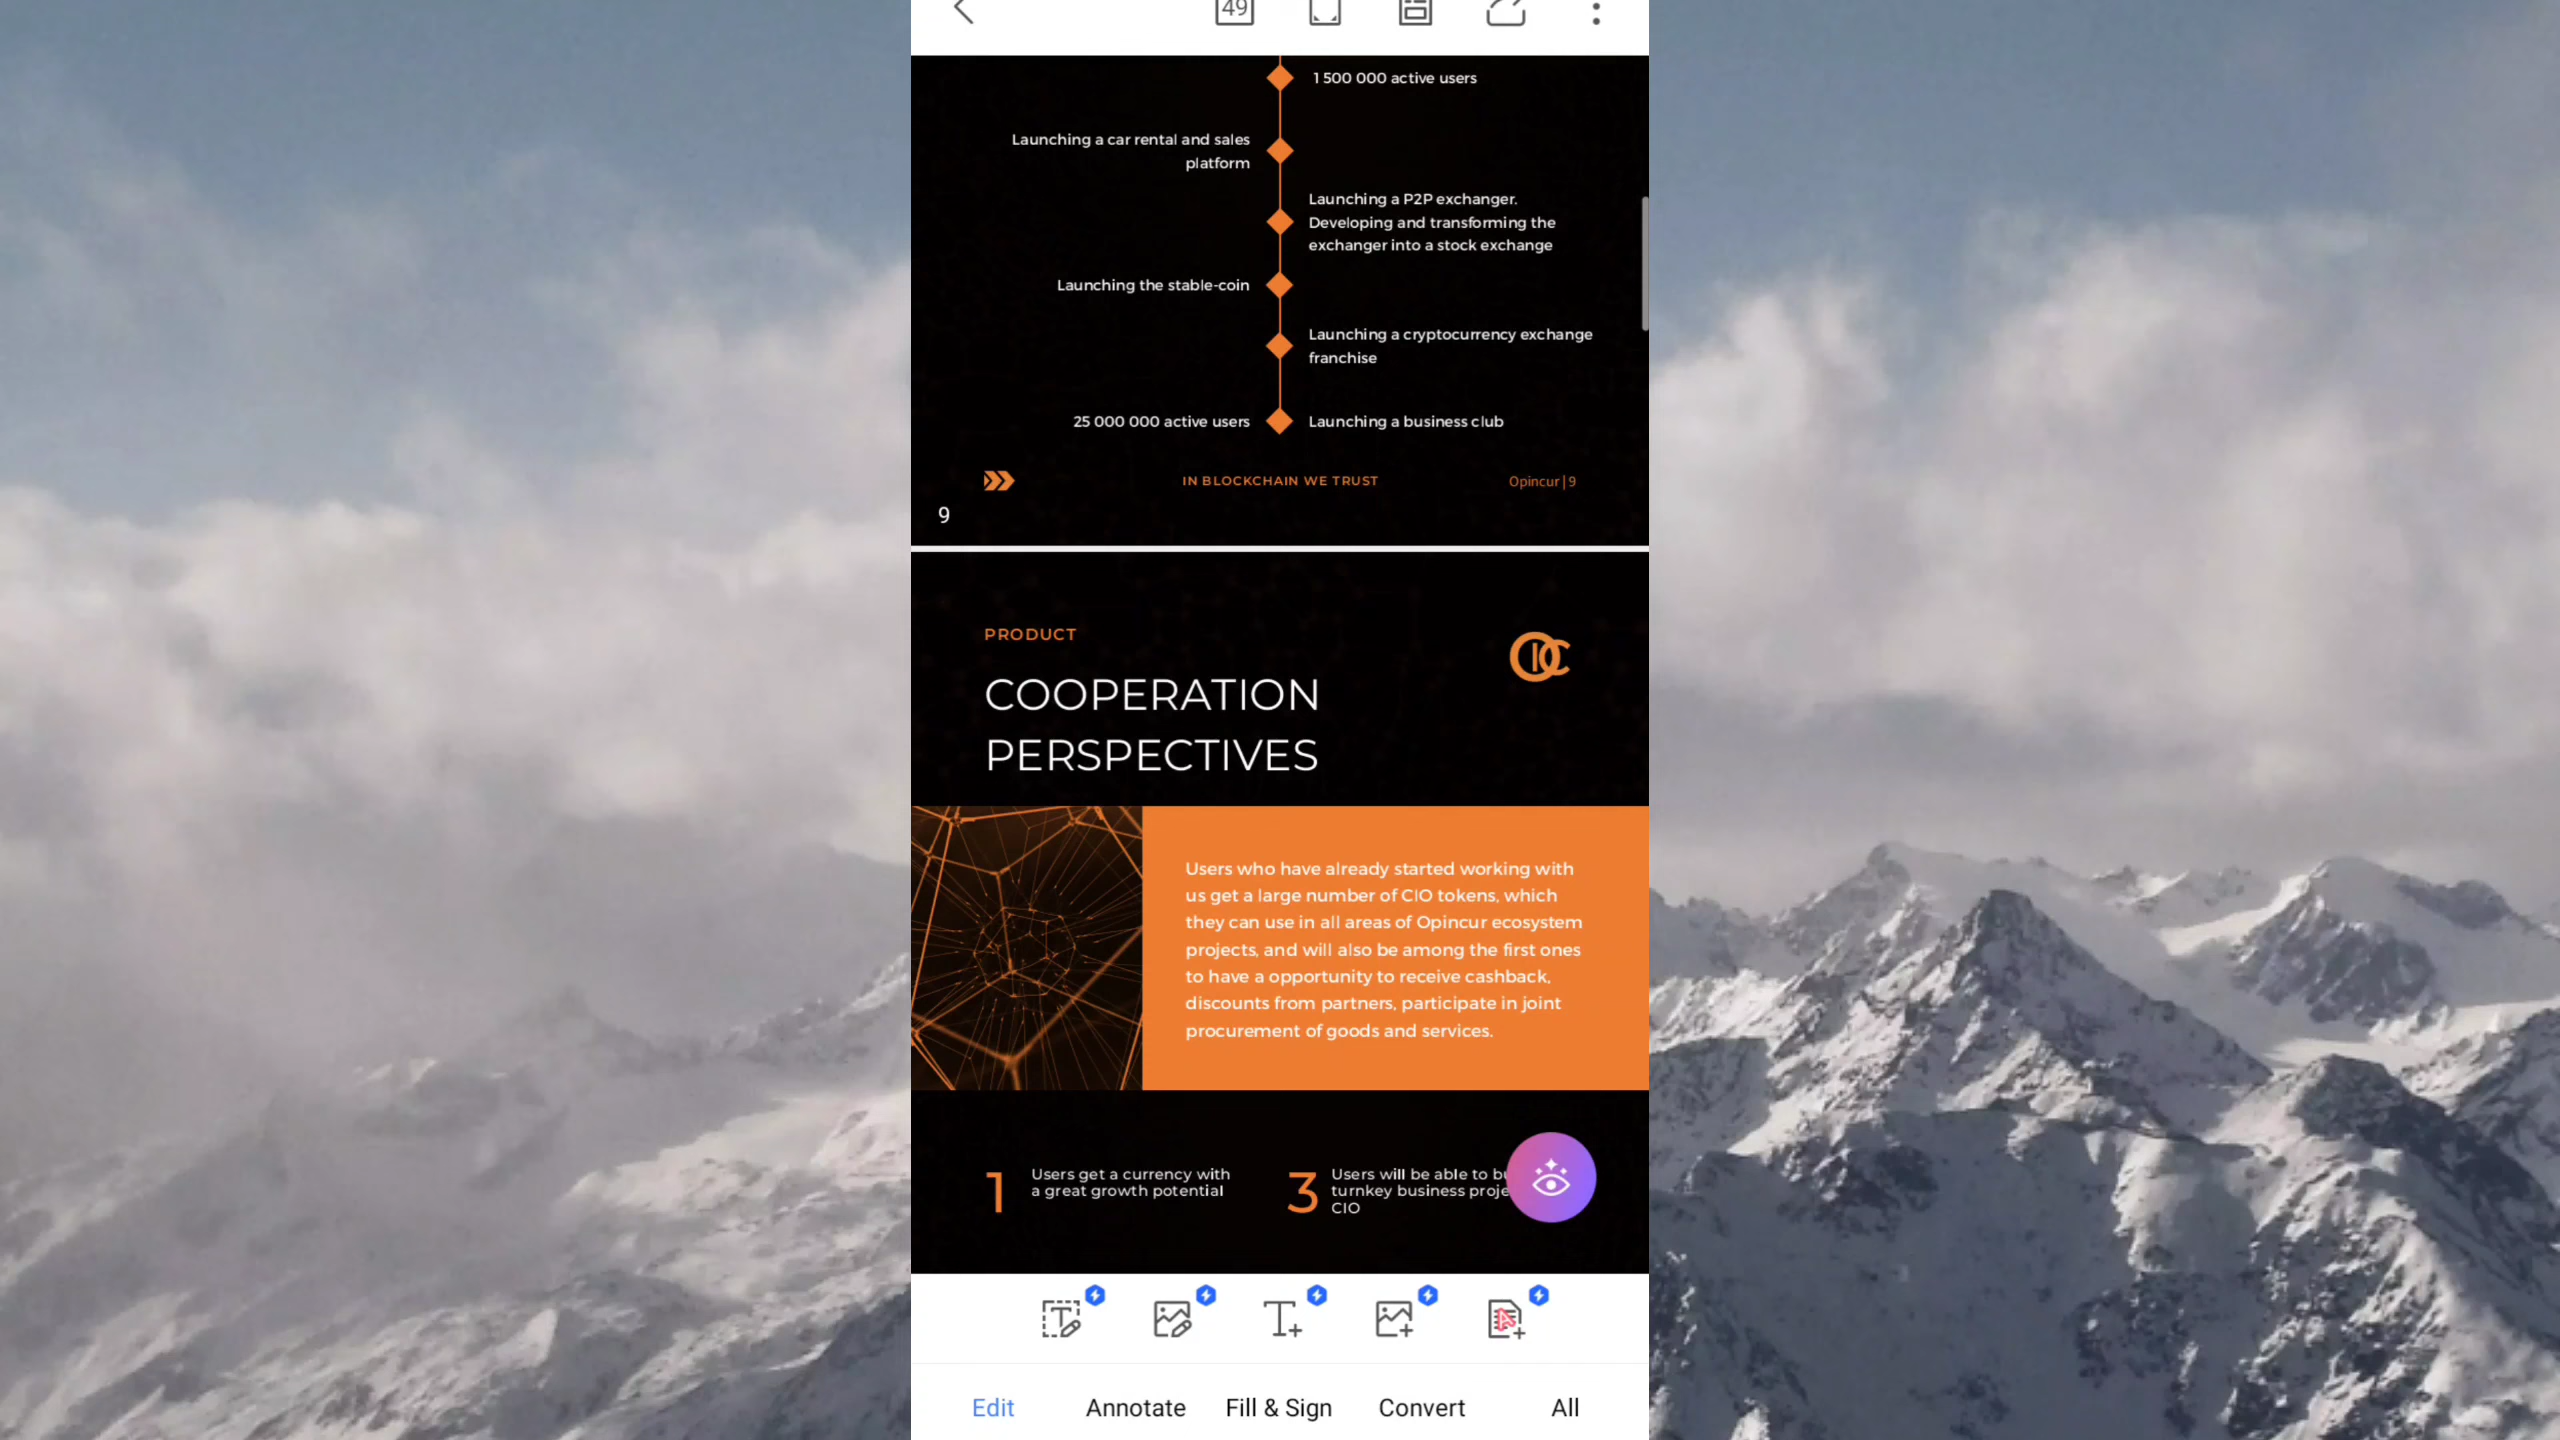 49
1 500 000 active users
Launching a car rental and sales
platform
Launching a P2P exchanger.
Developing and transforming the
exchanger into a stock exchange
Launching the stable-coin
Launching a cryptocurrency exchange
franchise
25 000 000 active users
Launching a business club
IN BLOCKCHAIN WE TRUST
Opincur | 9
9
PRODUCT
COOPERATION
PERSPECTIVES
Users who have already started working with
us get a large number of CIO tokens, which
they can use in all areas of Opincur ecosystem
projects, and will also be among the first ones
to have a opportunity to receive cashback,
discounts from partners, participate in joint
procurement of goods and services.
1
Users get a currency with
a great growth potential
3
Users will be able to
turnkey business
CIO
Edit
Annotate
Fill & Sign
Convert
All